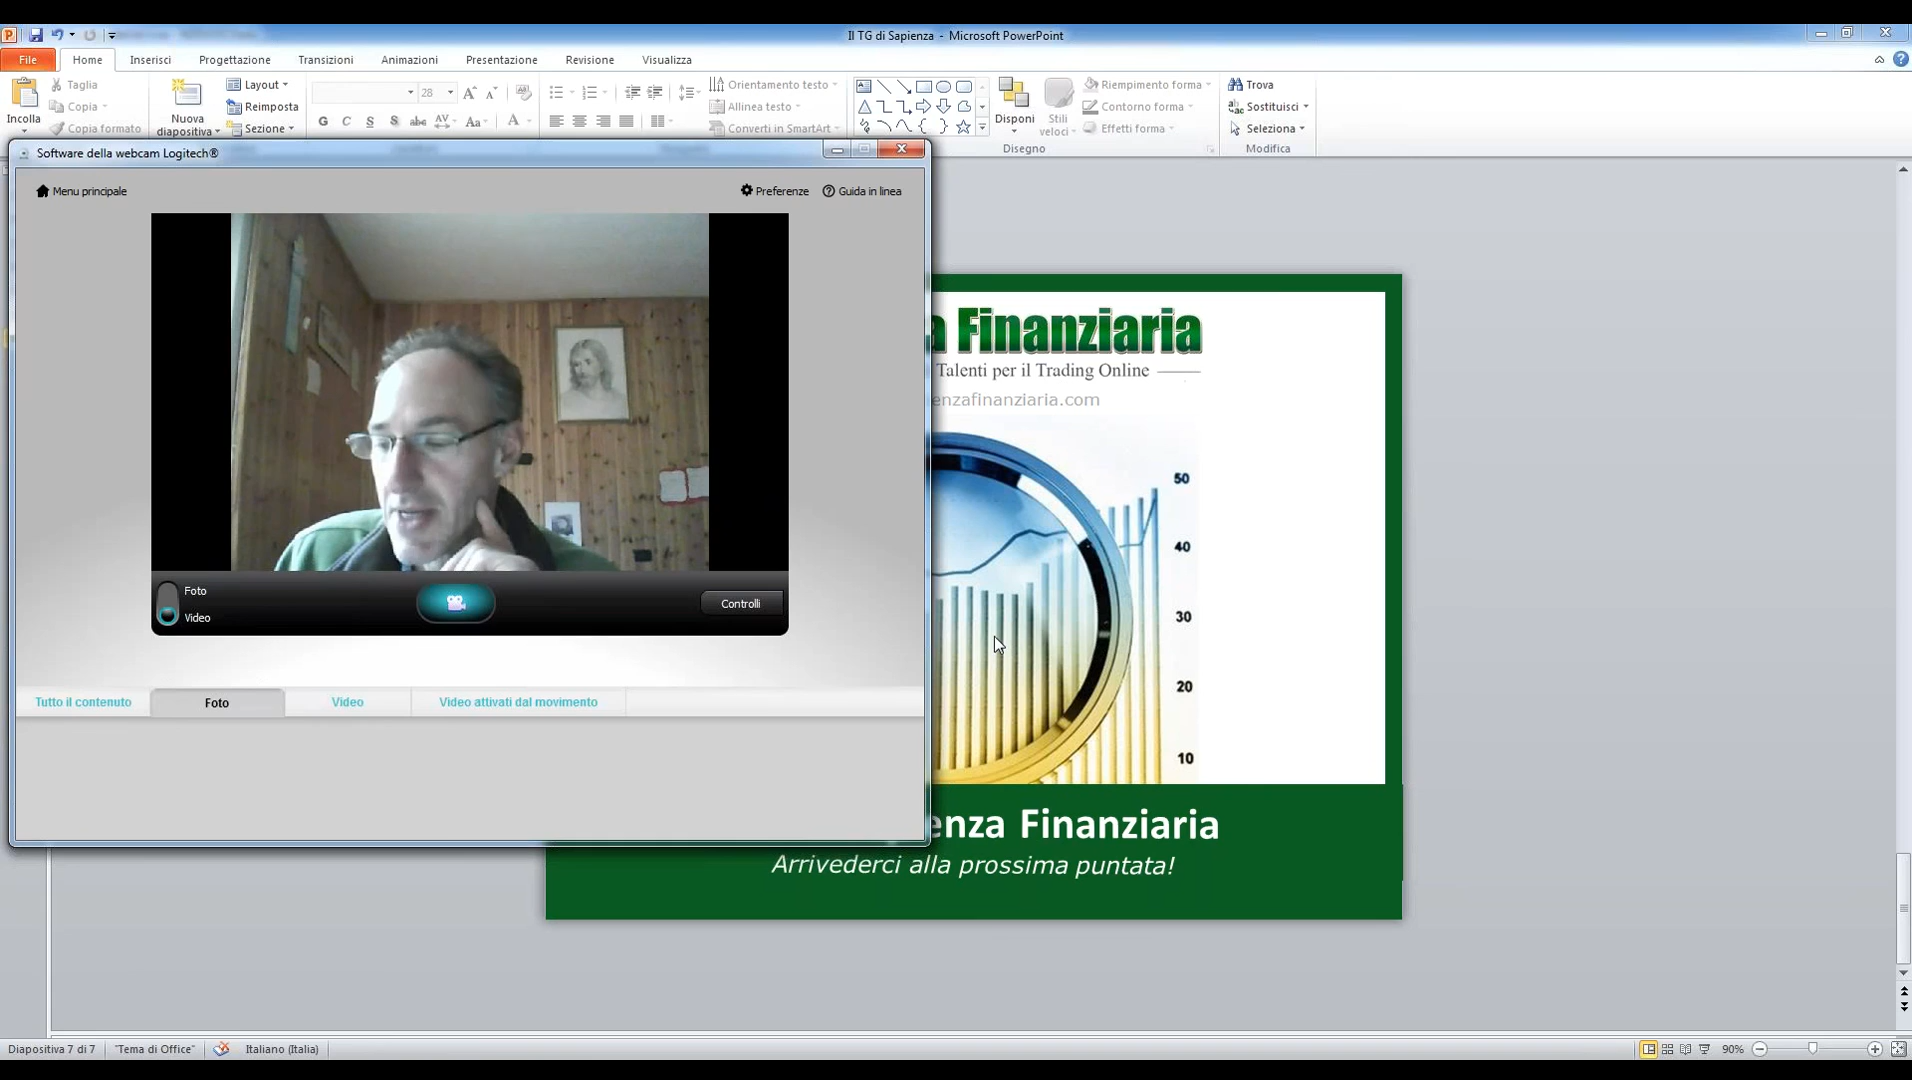 Il TG di Sapienza - Microsoft PowerPoint
File Home Inserisci Progettazione Transizioni Animazioni Presentazione Revisione Visualizza
Incolla
Taglia
Copia
Copia formato
Nuova
diapositiva
Layout
Reimposta
Sezione
28
G C S S abc AV Aa A
Orientamento testo
Allinea testo
Converti in SmartArt
Disponi
Stili
veloci
Riempimento forma
Contorno forma
Effetti forma
Disegno
Trova
Sostituisci
Seleziona
Modifica
Software della webcam Logitech®
Menu principale
Preferenze
Guida in linea
Foto
Video
Controlli
Tutto il contenuto
Foto
Video
Video attivati dal movimento
a Finanziaria
Talenti per il Trading Online
enzafinanziaria.com
50
40
30
20
10
enza Finanziaria
Arrivederci alla prossima puntata!
Diapositiva 7 di 7 "Tema di Office" Italiano (Italia) 90%